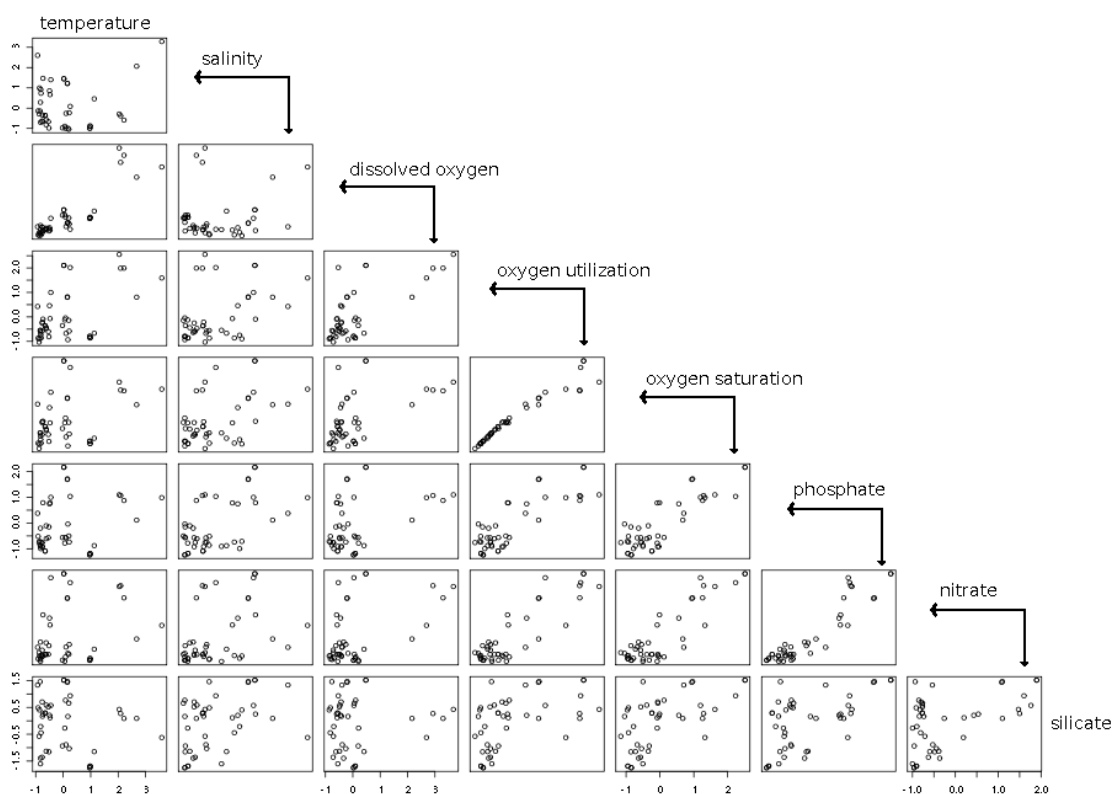 temperature
salinity
-1 0 1 2 3
dissolved oxygen
oxygen utilization
-1.0 0.0 1.0 2.0
oxygen saturation
phosphate
-1.0 0.0 1.0 2.0
nitrate
silicate
-1.5 -0.5 0.5 1.5
-1 0 1 2 3 -1 0 1 2 3 -1 0 1 2 -1.0 0.0 1.0 2.0